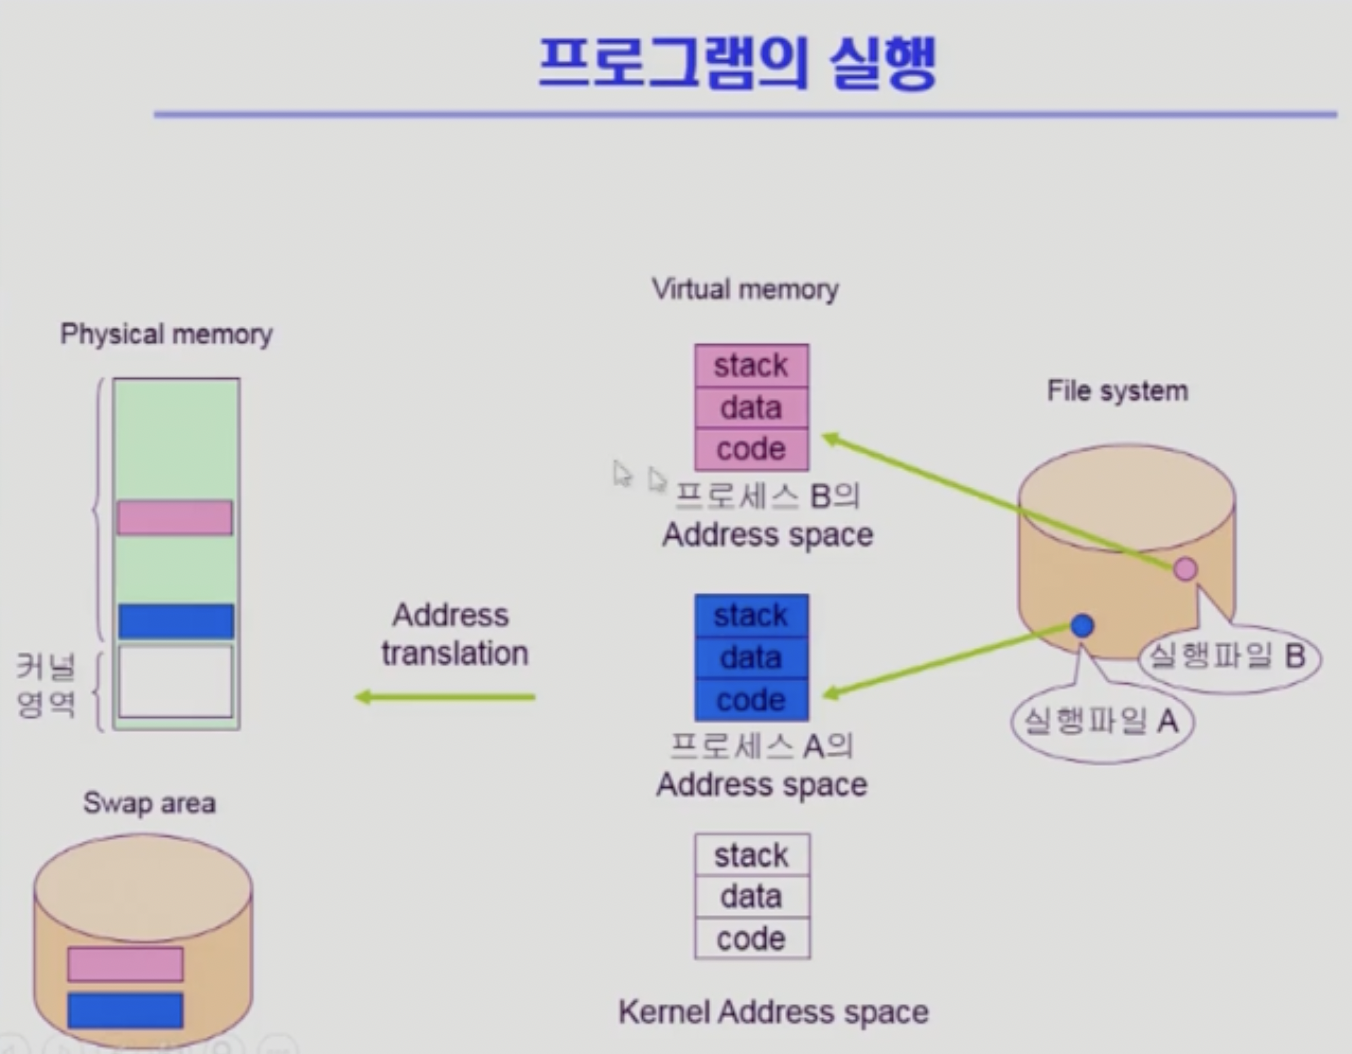 프로그램의 실행
Virtual memory
Physical memory
File system
stack
data
code
프로세스 B의
Address space
stack
data
code
프로세스 A의
Address space
Address
translation
실행파일 B
실행파일 A
커널
영역
Swap area
stack
data
code
Kernel Address space